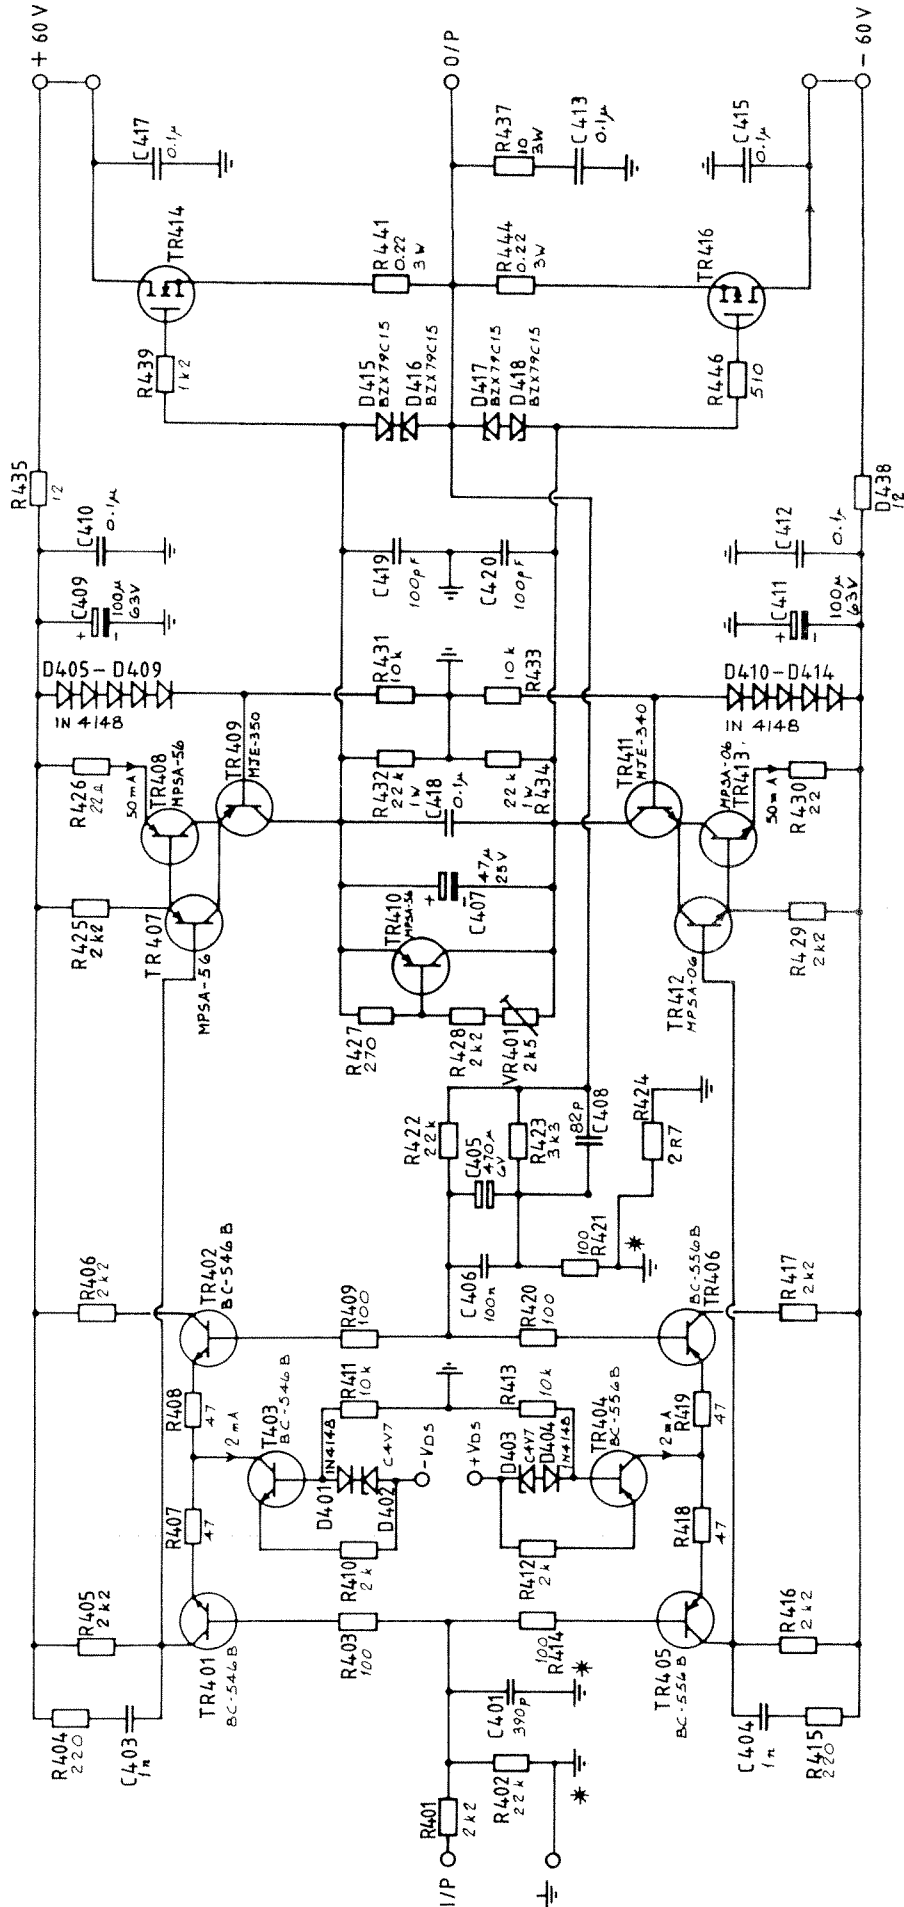 + 60V
O/P
- 60V
C417
0.1µ
R437
10
3W
C413
0.1µ
C415
0.1µ
TR414
R441
0.22
3W
R444
0.22
3W
TR416
R439
1k2
D415
BZX79C15
D416
BZX79C15
D417
BZX79C15
D418
BZX79C15
R446
510
R435
12
D438
12
C410
0.1µ
C409
100µ
63V
+
-
C419
100pF
C420
100pF
C412
0.1µ
C411
100µ
63V
+
-
D405-D409
1N 4148
R431
10k
R433
10k
D410-D414
1N 4148
R426
22Ω
50mA
TR408
MPSA-56
TR409
MJE-350
R432
22k
1W
C418
0.1µ
22k
1W
R434
TR411
MJE-340
MPSA-06
TR413
50mA
R430
22
R425
2k2
TR407
MPSA-56
TR410
MPSA-56
+
-
47µ
25V
C407
TR412
MPSA-06
R429
2k2
R427
270
R428
2k2
VR401
2k5
R422
22k
C405
470µ
6V
R423
3k3
82p
C408
R424
2R7
R406
2k2
TR402
BC-546B
R409
100
C406
100n
R420
100
100
R421
*
BC-556B
TR406
R417
2k2
R408
47
2mA
T403
BC-546B
R411
10k
1N4148
D401
C4V7
D402
-VDS
+VDS
R413
10k
D403
C4V7
D404
1N4148
TR404
BC-556B
2mA
R419
47
R407
47
R410
2k
R412
2k
R418
47
R405
2k2
TR401
BC-546B
R403
100
100
R414
TR405
BC-556B
R416
2k2
R404
220
C403
1n
C401
390p
*
C404
1n
R415
220
R401
2k2
R402
22k
*
I/P